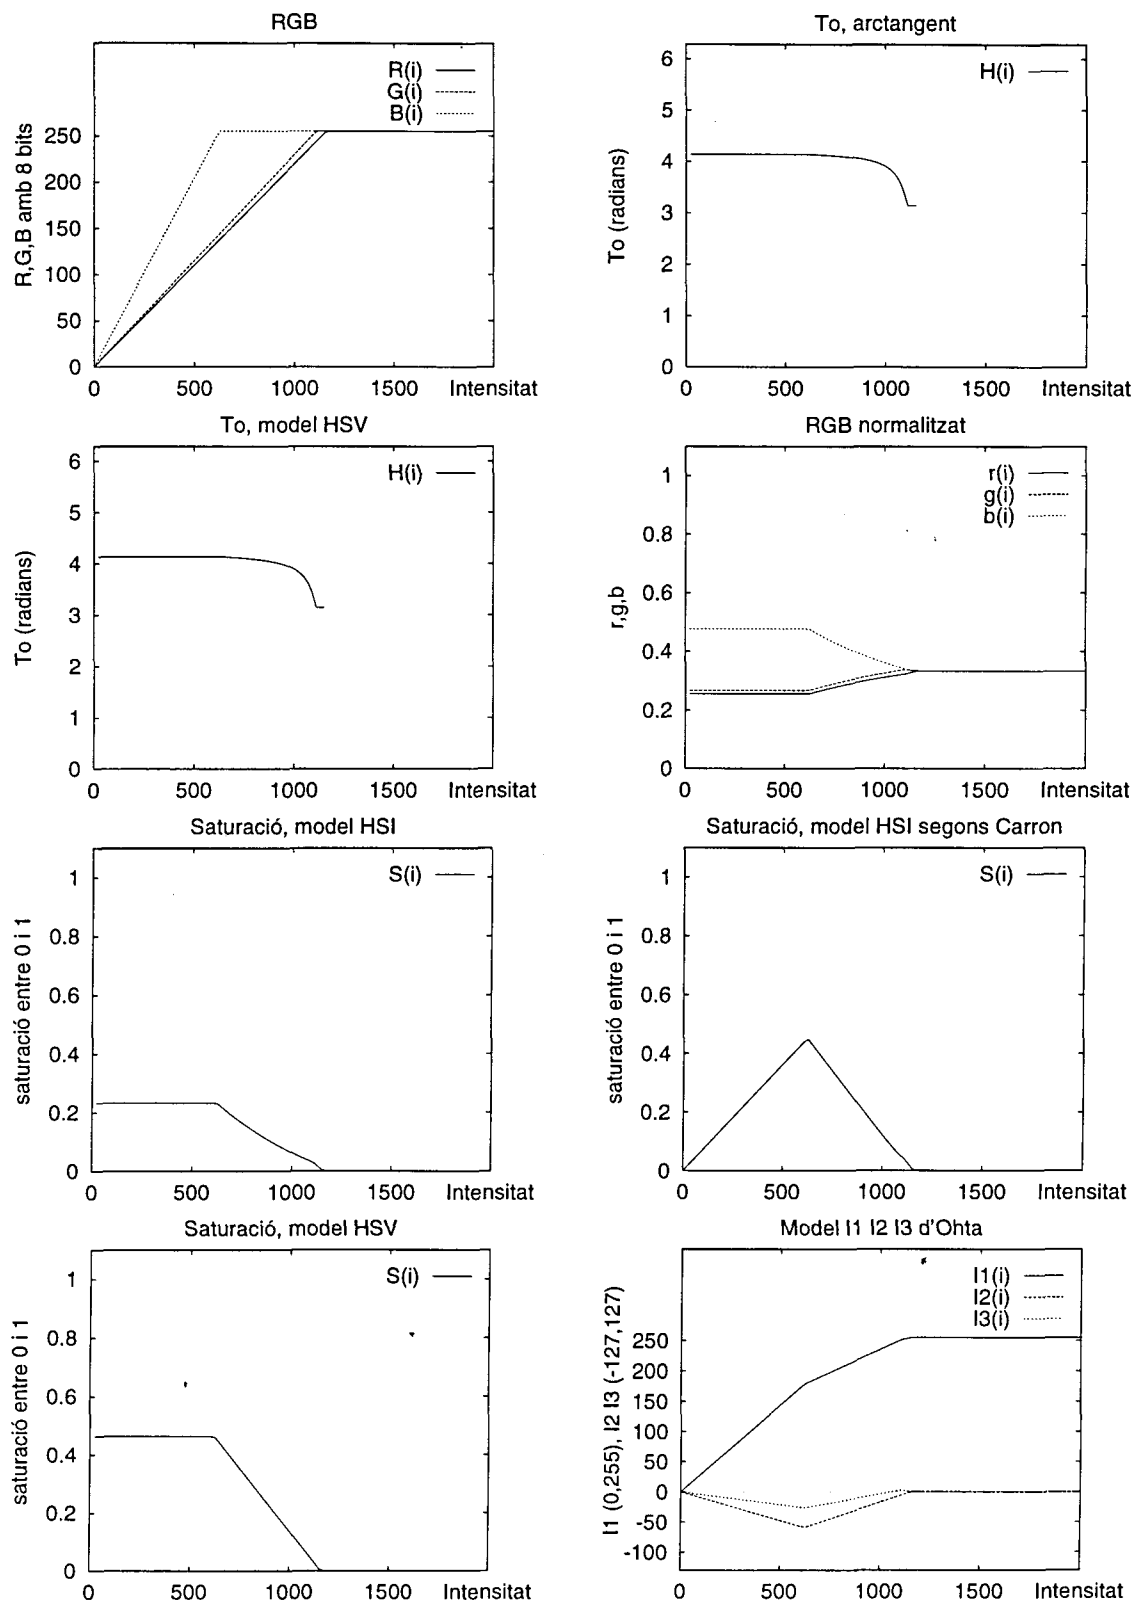 RGB
R(i)
G(i)
B(i)
R,G,B amb 8 bits
250
200
150
100
50
0
0 500 1000 1500 Intensitat
To, arctangent
H(i)
To (radians)
6
5
4
3
2
1
0
0 500 1000 1500 Intensitat
To, model HSV
H(i)
To (radians)
6
5
4
3
2
1
0
0 500 1000 1500 Intensitat
RGB normalitzat
r(i)
g(i)
b(i)
r,g,b
1
0.8
0.6
0.4
0.2
0
0 500 1000 1500 Intensitat
Saturació, model HSI
S(i)
saturació entre 0 i 1
1
0.8
0.6
0.4
0.2
0
0 500 1000 1500 Intensitat
Saturació, model HSI segons Carron
S(i)
saturació entre 0 i 1
1
0.8
0.6
0.4
0.2
0
0 500 1000 1500 Intensitat
Saturació, model HSV
S(i)
saturació entre 0 i 1
1
0.8
0.6
0.4
0.2
0
0 500 1000 1500 Intensitat
Model I1 I2 I3 d'Ohta
I1(i)
I2(i)
I3(i)
I1 (0,255), I2 I3 (-127,127)
250
200
150
100
50
0
-50
-100
0 500 1000 1500 Intensitat